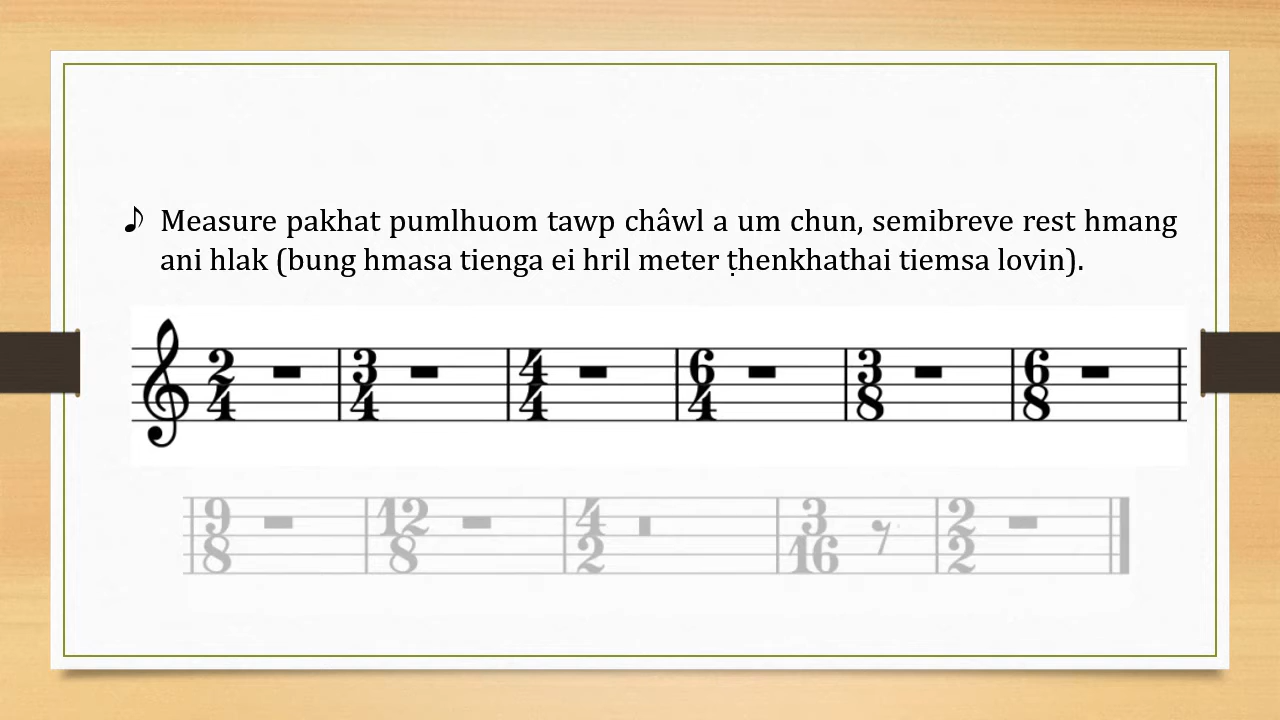 ♪ Measure pakhat pumlhuom tawp châwl a um chun, semibreve rest hmang
ani hlak (bung hmasa tienga ei hril meter ṭhenkhathai tiemsa lovin).
2 3 4 6 3 6
4 4 4 4 8 8
9 12 4 3 2
8 8 2 16 2